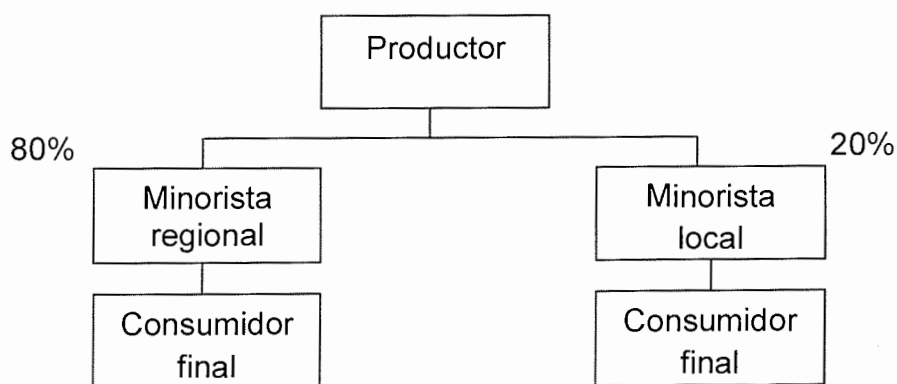 Productor
80%
20%
Minorista
regional
Minorista
local
Consumidor
final
Consumidor
final